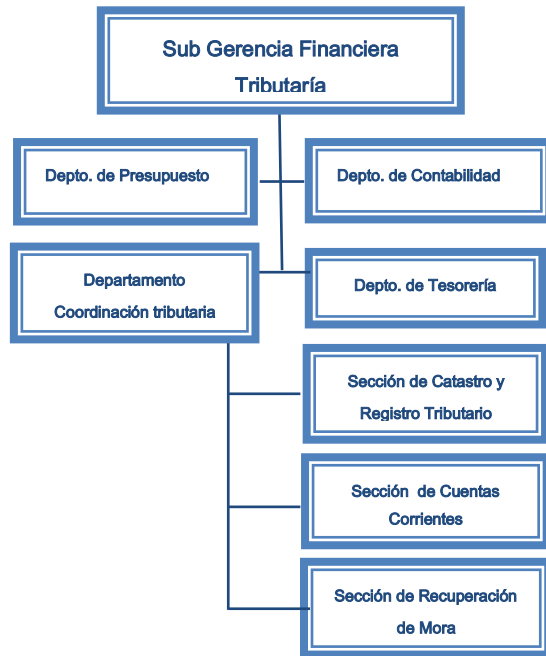 Sub Gerencia Financiera
Tributaría
Depto. de Presupuesto
Depto. de Contabilidad
Departamento
Coordinación tributaria
Depto. de Tesorería
Sección de Catastro y
Registro Tributario
Sección de Cuentas
Corrientes
Sección de Recuperación
de Mora